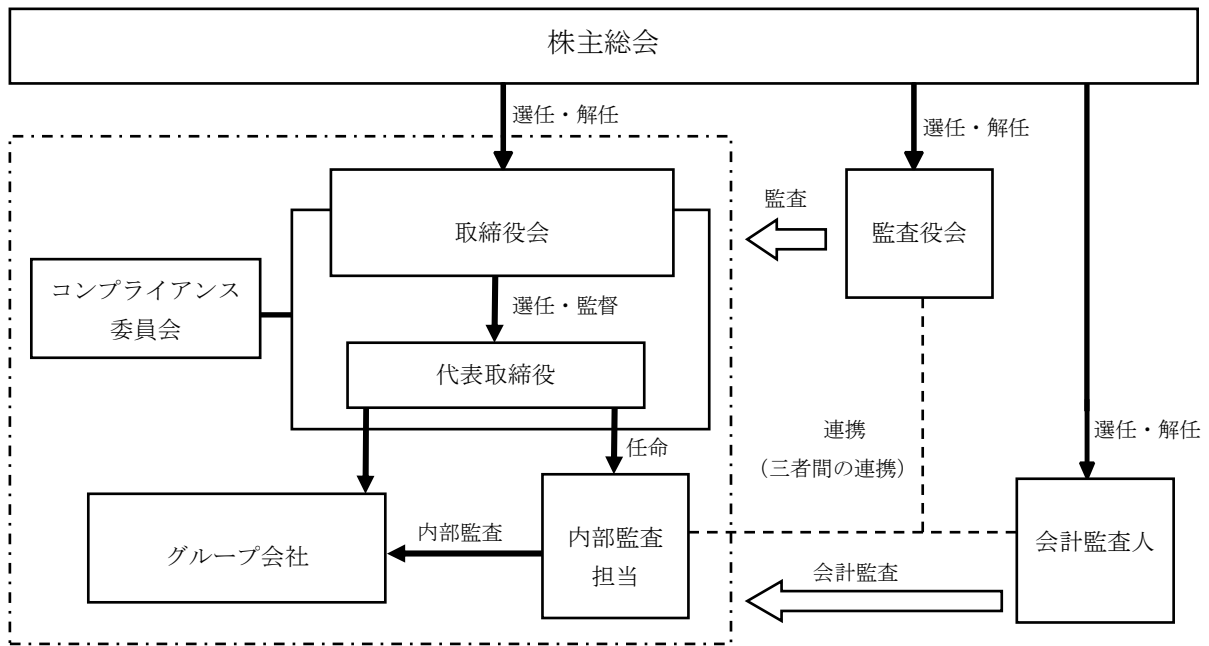 株主総会
選任・解任
選任・解任
取締役会
監査
監査役会
コンプライアンス
委員会
選任・監督
代表取締役
任命
連携
（三者間の連携）
選任・解任
グループ会社
内部監査
内部監査
担当
会計監査人
会計監査